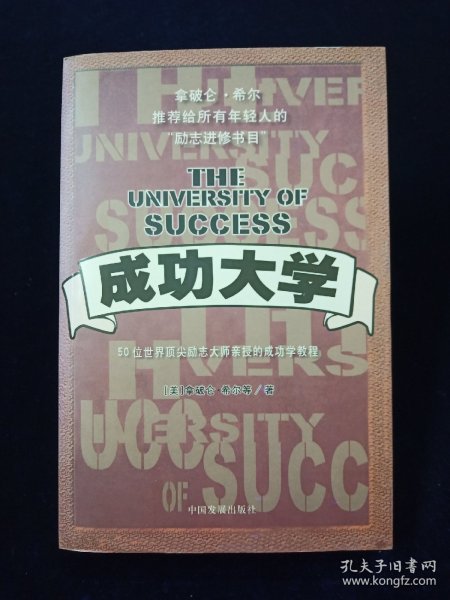 拿破仑·希尔
推荐给所有年轻人的
“励志进修书目”
THE
UNIVERSITY OF
SUCCESS
成功大学
50位世界顶尖励志大师亲授的成功学教程
[美]拿破仑·希尔等/著
UNIVERSITY
OF SUCC
中国发展出版社
孔夫子旧书网
www.kongfz.com